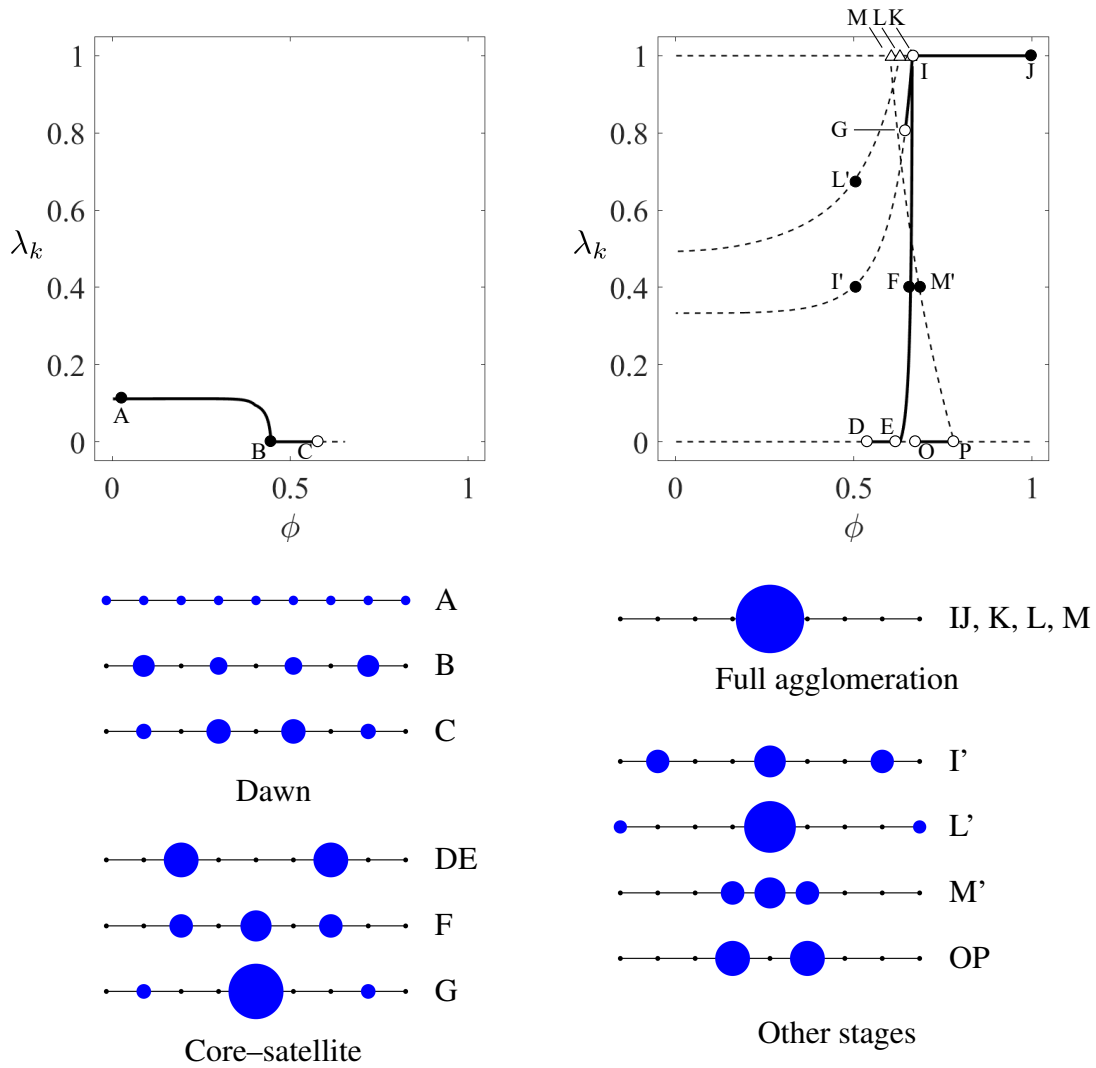 M L K
1
I
J
0.8
G
0.6
L'
λk
0.4
I'
F
M'
0.2
D
E
0
O
P
0
0.5
1
ϕ
1
0.8
0.6
λk
0.4
0.2
A
0
B
C
0
0.5
1
ϕ
A
B
C
Dawn
DE
F
G
Core–satellite
IJ, K, L, M
Full agglomeration
I’
L’
M’
OP
Other stages